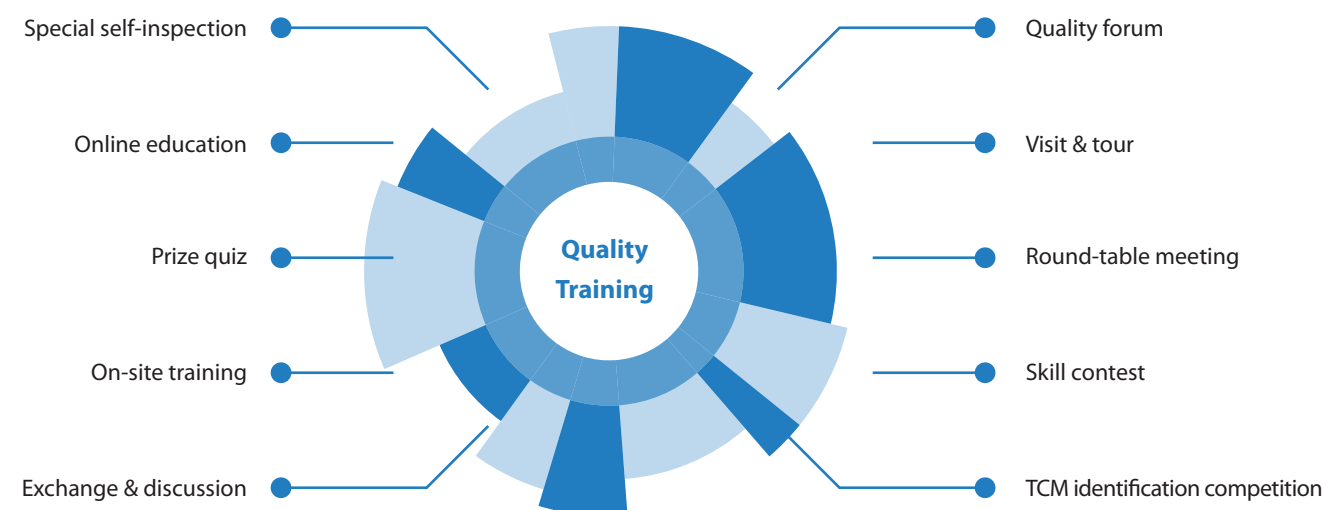 Special self-inspection
Online education
Prize quiz
On-site training
Exchange & discussion
Quality
Training
Quality forum
Visit & tour
Round-table meeting
Skill contest
TCM identification competition